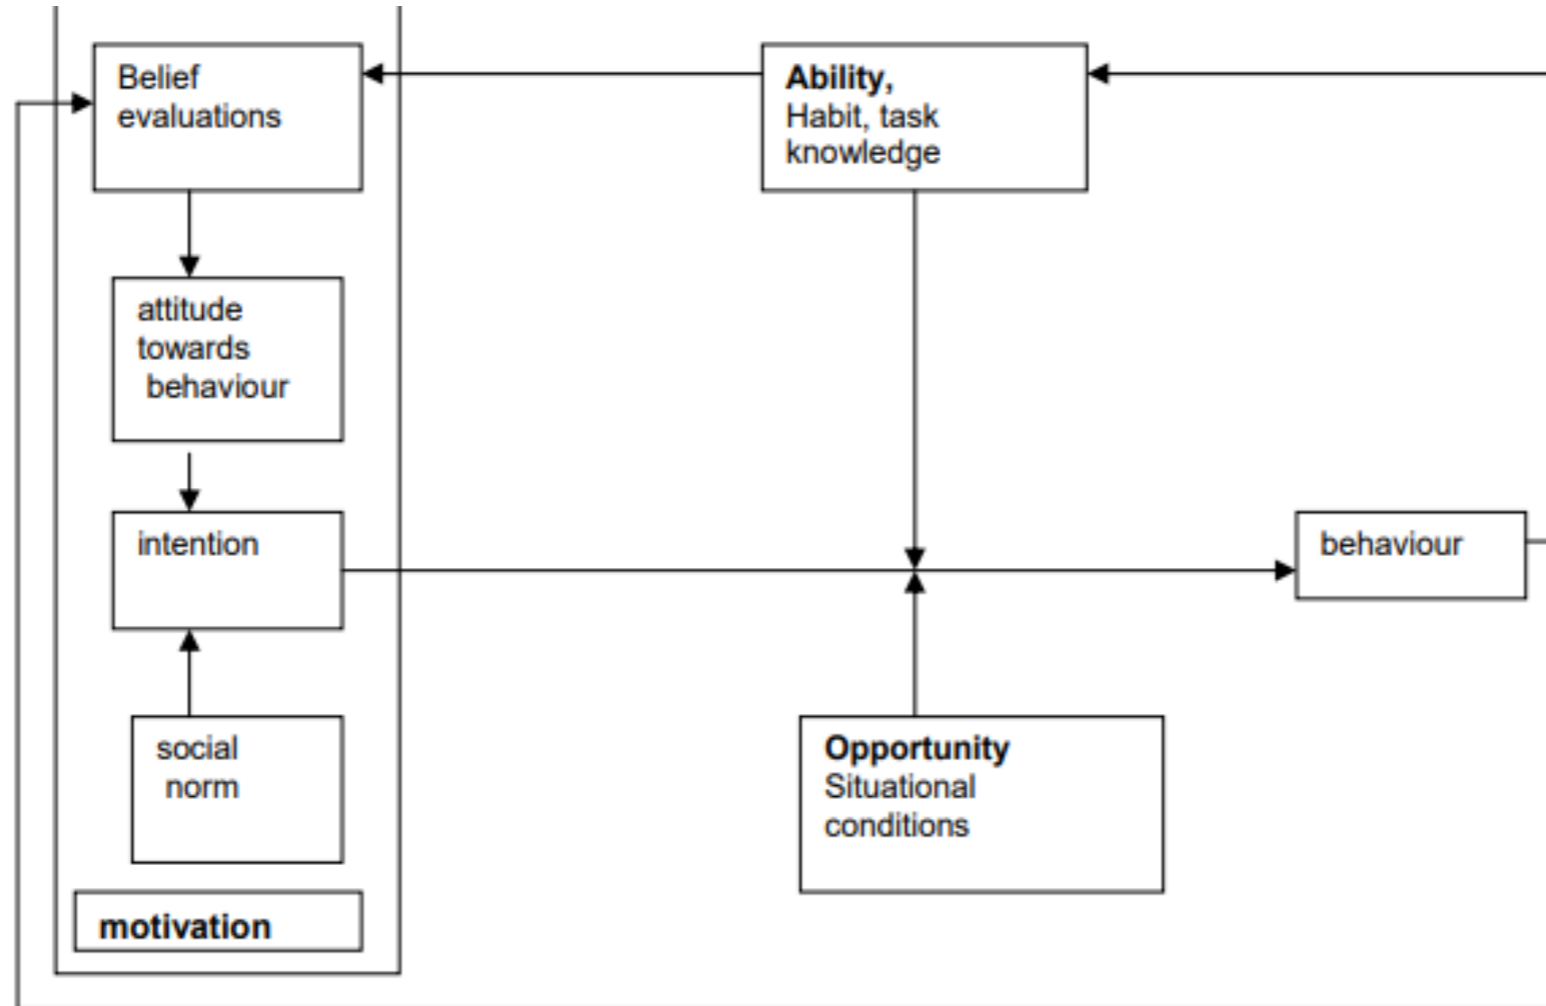 Belief
evaluations
Ability,
Habit, task
knowledge
attitude
towards
behaviour
intention
behaviour
social
norm
Opportunity
Situational
conditions
motivation